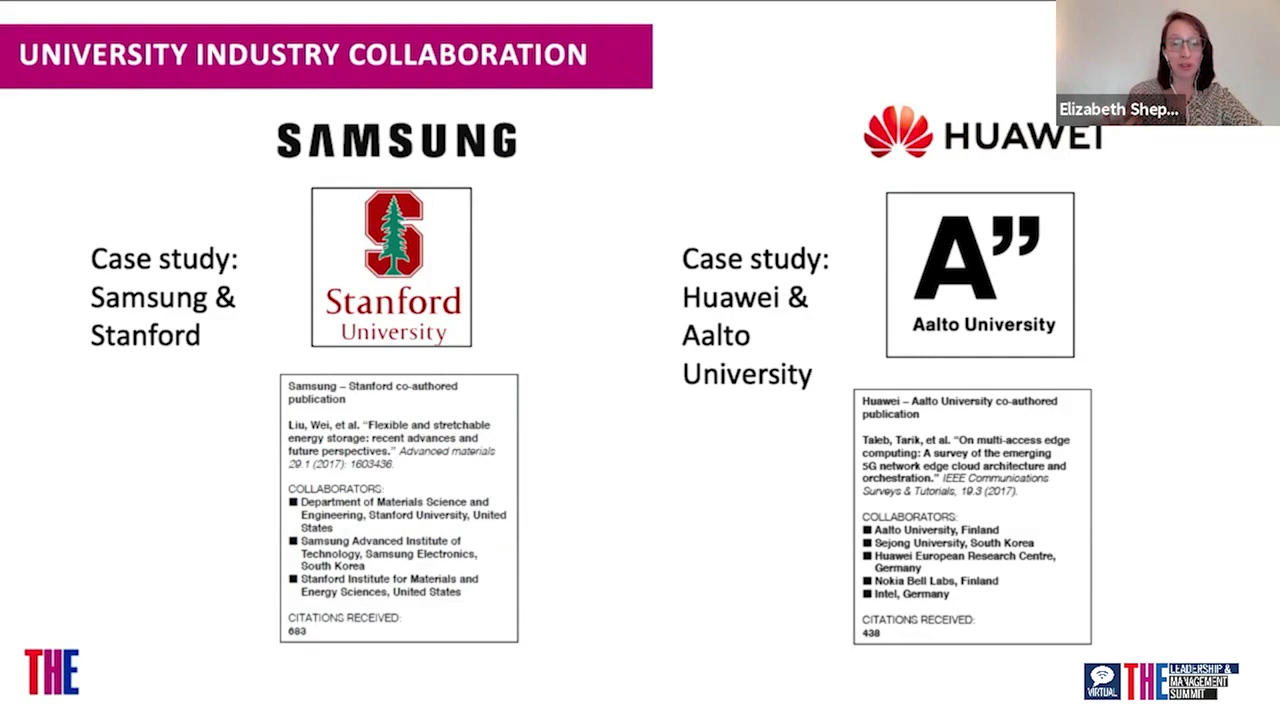 UNIVERSITY INDUSTRY COLLABORATION
Elizabeth Shep...
SAMSUNG
Case study:
Samsung &
Stanford
S
Stanford
University
Samsung – Stanford co-authored
publication
Liu, Wei, et al. “Flexible and stretchable
energy storage: recent advances and
future perspectives.” Advanced materials
29.1 (2017): 1603436.
COLLABORATORS:
■ Department of Materials Science and
Engineering, Stanford University, United
States
■ Samsung Advanced Institute of
Technology, Samsung Electronics,
South Korea
■ Stanford Institute for Materials and
Energy Sciences, United States
CITATIONS RECEIVED:
683
HUAWEI
Case study:
Huawei &
Aalto
University
A”
Aalto University
Huawei – Aalto University co-authored
publication
Taleb, Tarik, et al. “On multi-access edge
computing: A survey of the emerging
5G network edge cloud architecture and
orchestration.” IEEE Communications
Surveys & Tutorials, 19.3 (2017).
COLLABORATORS:
■ Aalto University, Finland
■ Sejong University, South Korea
■ Huawei European Research Centre,
Germany
■ Nokia Bell Labs, Finland
■ Intel, Germany
CITATIONS RECEIVED:
438
THE
VIRTUAL
THE
LEADERSHIP &
MANAGEMENT
SUMMIT